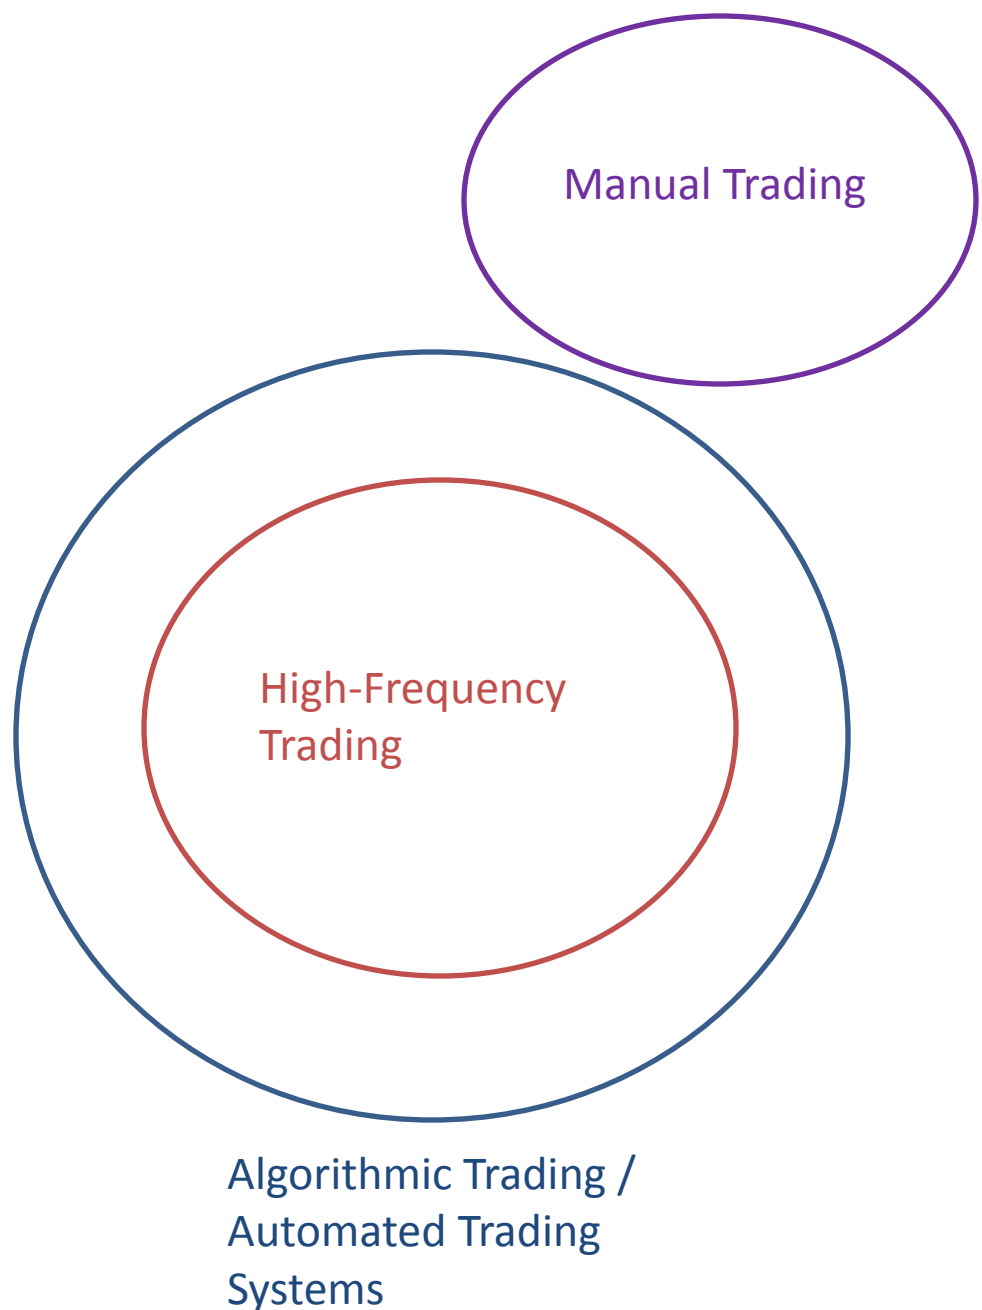 Manual Trading
High-Frequency
Trading
Algorithmic Trading /
Automated Trading
Systems